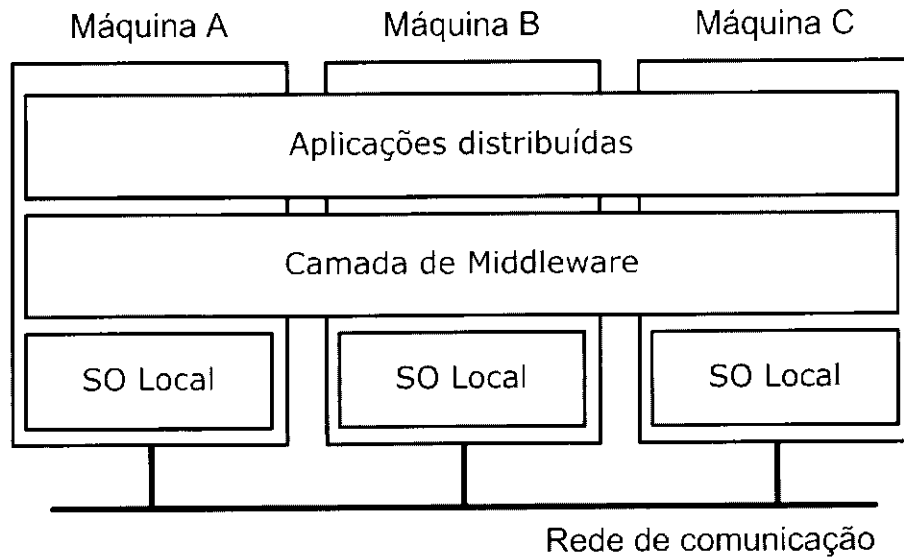 Máquina A
Máquina B
Máquina C
Aplicações distribuídas
Camada de Middleware
SO Local
SO Local
SO Local
Rede de comunicação